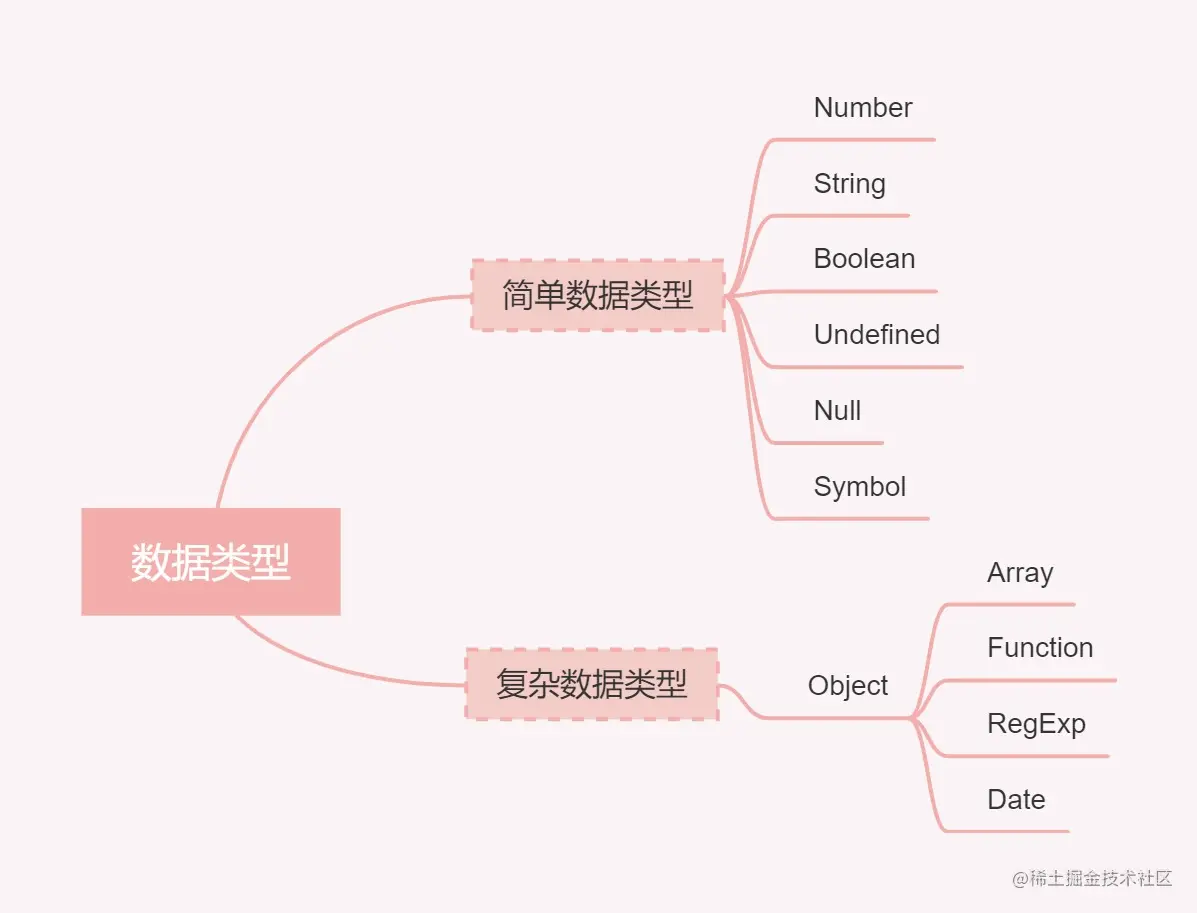 Number
String
Boolean
简单数据类型
Undefined
Null
Symbol
数据类型
Array
Function
复杂数据类型
Object
RegExp
Date
@稀土掘金技术社区